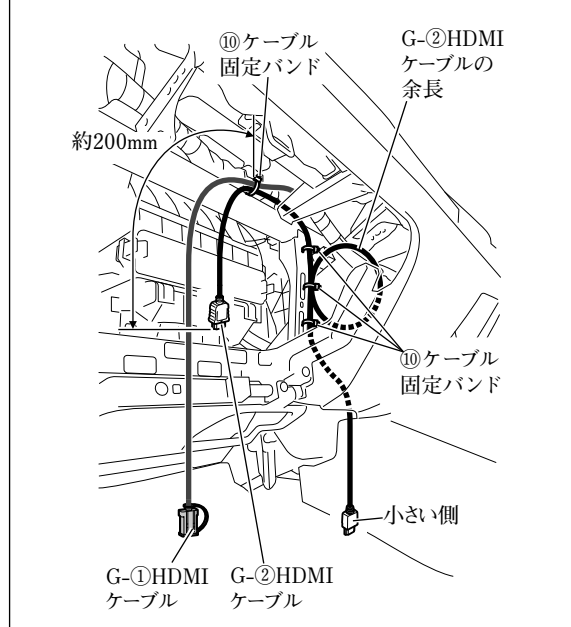 ⑩ケーブル
固定バンド
G-②HDMI
ケーブルの
余長
約200mm
⑩ケーブル
固定バンド
小さい側
G-①HDMI
ケーブル
G-②HDMI
ケーブル